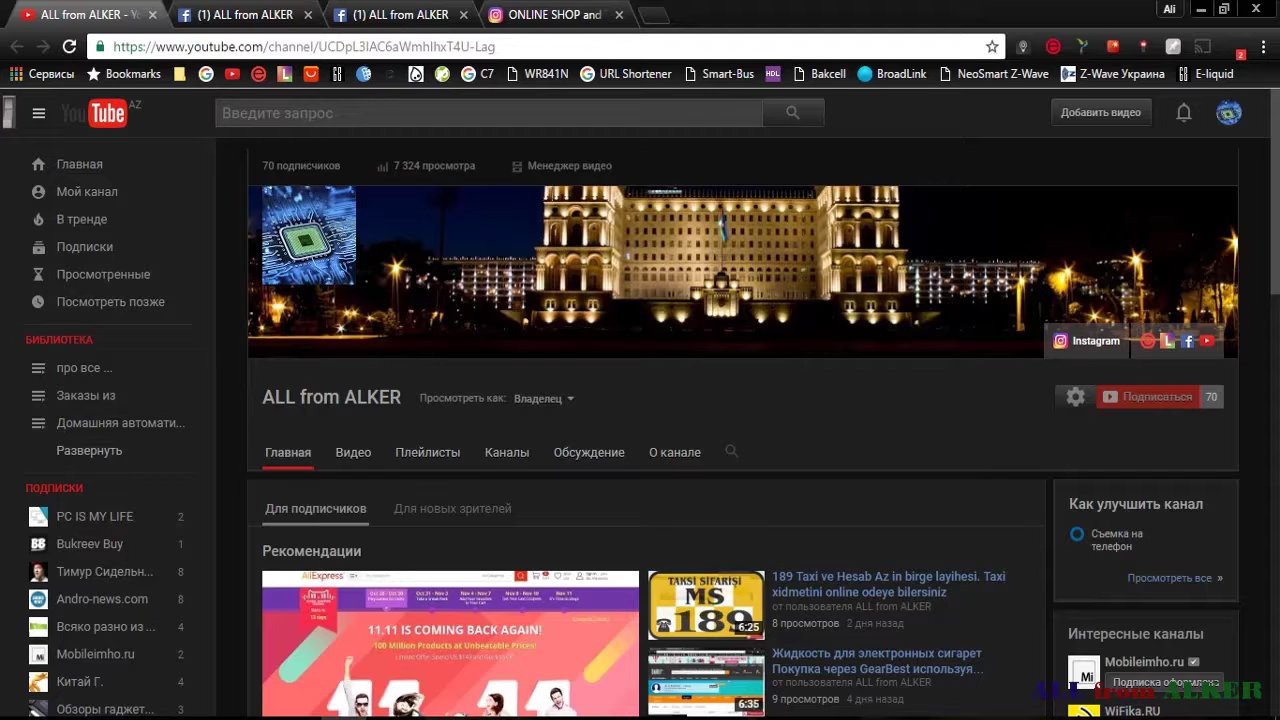 ALL from ALKER - Yo
(1) ALL from ALKER
(1) ALL from ALKER
ONLINE SHOP and
Ali
https://www.youtube.com/channel/UCDpL3IAC6aWmhIhxT4U-Lag
2
Сервисы
Bookmarks
C7
WR841N
URL Shortener
Smart-Bus
HDL
Bakcell
BroadLink
NeoSmart Z-Wave
Z-Wave Украина
E-liquid
YouTube AZ
Введите запрос
Добавить видео
Главная
Мой канал
В тренде
Подписки
Просмотренные
Посмотреть позже
БИБЛИОТЕКА
про все ...
Заказы из
Домашняя автомати...
Развернуть
ПОДПИСКИ
PC IS MY LIFE 2
Bukreev Buy 1
Тимур Сидельн... 8
Andro-news.com 8
Всяко разно из ... 4
Mobileimho.ru 2
Китай Г. 4
Обзоры гаджет... 3
70 подписчиков
7 324 просмотра
Менеджер видео
Instagram
ALL from ALKER
Просмотреть как: Владелец
Подписаться 70
Главная
Видео
Плейлисты
Каналы
Обсуждение
О канале
Для подписчиков
Для новых зрителей
Рекомендации
AliExpress
11.11 IS COMING BACK AGAIN!
100 Million Products at Unbeatable Prices!
TAKSİ SİFARİŞİ
MS
189
6:25
189 Taxi ve Hesab Az in birge layihesi. Taxi
xidmetini online odeye bilersiniz
от пользователя ALL from ALKER
8 просмотров 2 дня назад
6:35
Жидкость для электронных сигарет
Покупка через GearBest используя...
от пользователя ALL from ALKER
9 просмотров 4 дня назад
Как улучшить канал
Съемка на
телефон
Просмотреть все »
Интересные каналы
Mobileimho.ru
WiFika.RU
ALL from ALKER